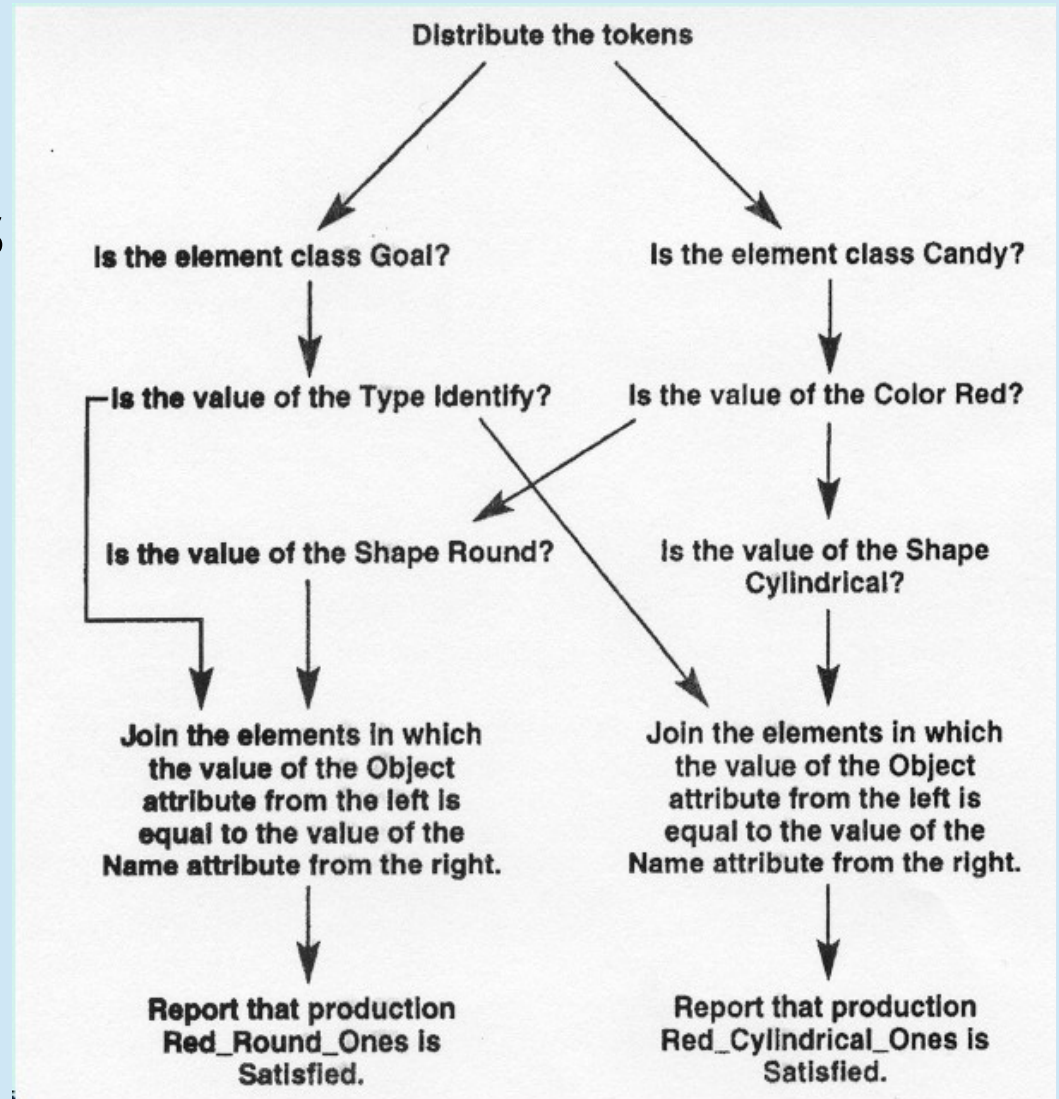 Distribute the tokens
Is the element class Goal?
Is the element class Candy?
Is the value of the Type Identify?
Is the value of the Color Red?
Is the value of the Shape Round?
Is the value of the Shape
Cylindrical?
Join the elements in which
the value of the Object
attribute from the left is
equal to the value of the
Name attribute from the right.
Join the elements in which
the value of the Object
attribute from the left is
equal to the value of the
Name attribute from the right.
Report that production
Red_Round_Ones is
Satisfied.
Report that production
Red_Cylindrical_Ones is
Satisfied.